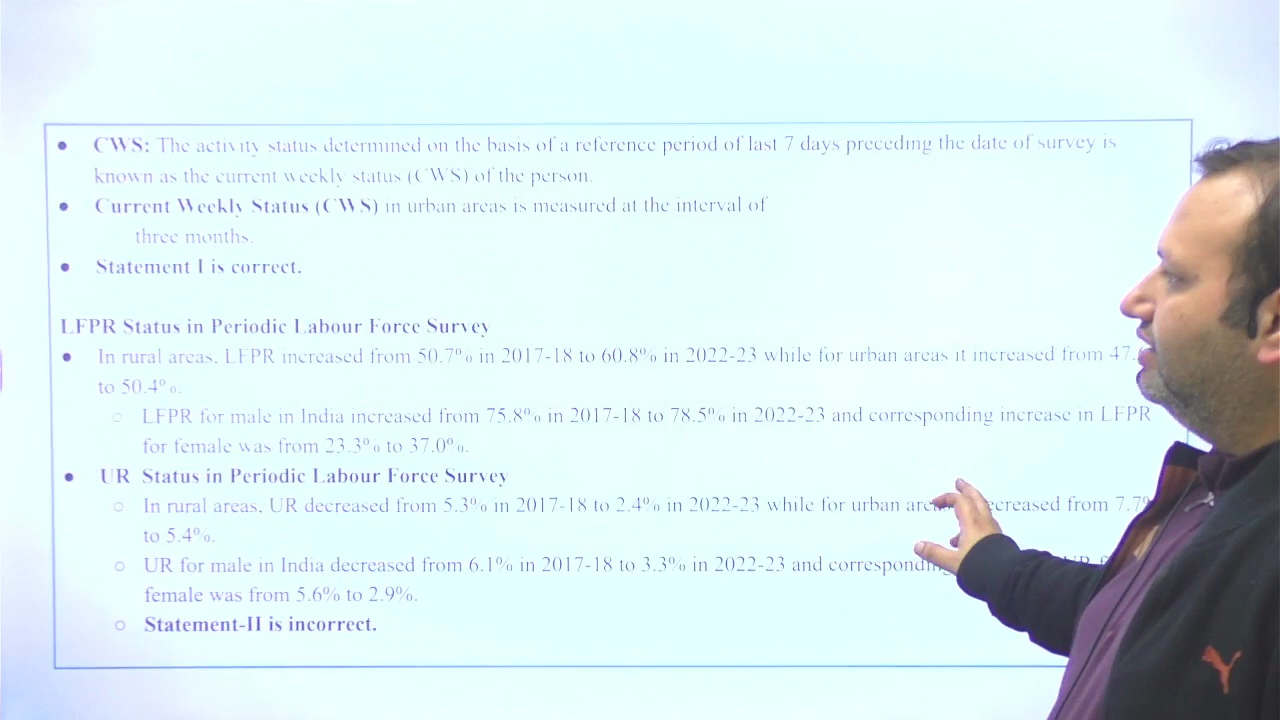 ● CWS: The activity status determined on the basis of a reference period of last 7 days preceding the date of survey is
known as the current weekly status (CWS) of the person.
● Current Weekly Status (CWS) in urban areas is measured at the interval of
three months.
● Statement I is correct.
LFPR Status in Periodic Labour Force Survey
● In rural areas, LFPR increased from 50.7% in 2017-18 to 60.8% in 2022-23 while for urban areas it increased from
to 50.4%.
○ LFPR for male in India increased from 75.8% in 2017-18 to 78.5% in 2022-23 and corresponding increase in LFPR
for female was from 23.3% to 37.0%.
● UR Status in Periodic Labour Force Survey
○ In rural areas, UR decreased from 5.3% in 2017-18 to 2.4% in 2022-23 while for urban from 7.7%
to 5.4%.
○ UR for male in India decreased from 6.1% in 2017-18 to 3.3% in 2022-23 and
female was from 5.6% to 2.9%.
○ Statement-II is incorrect.